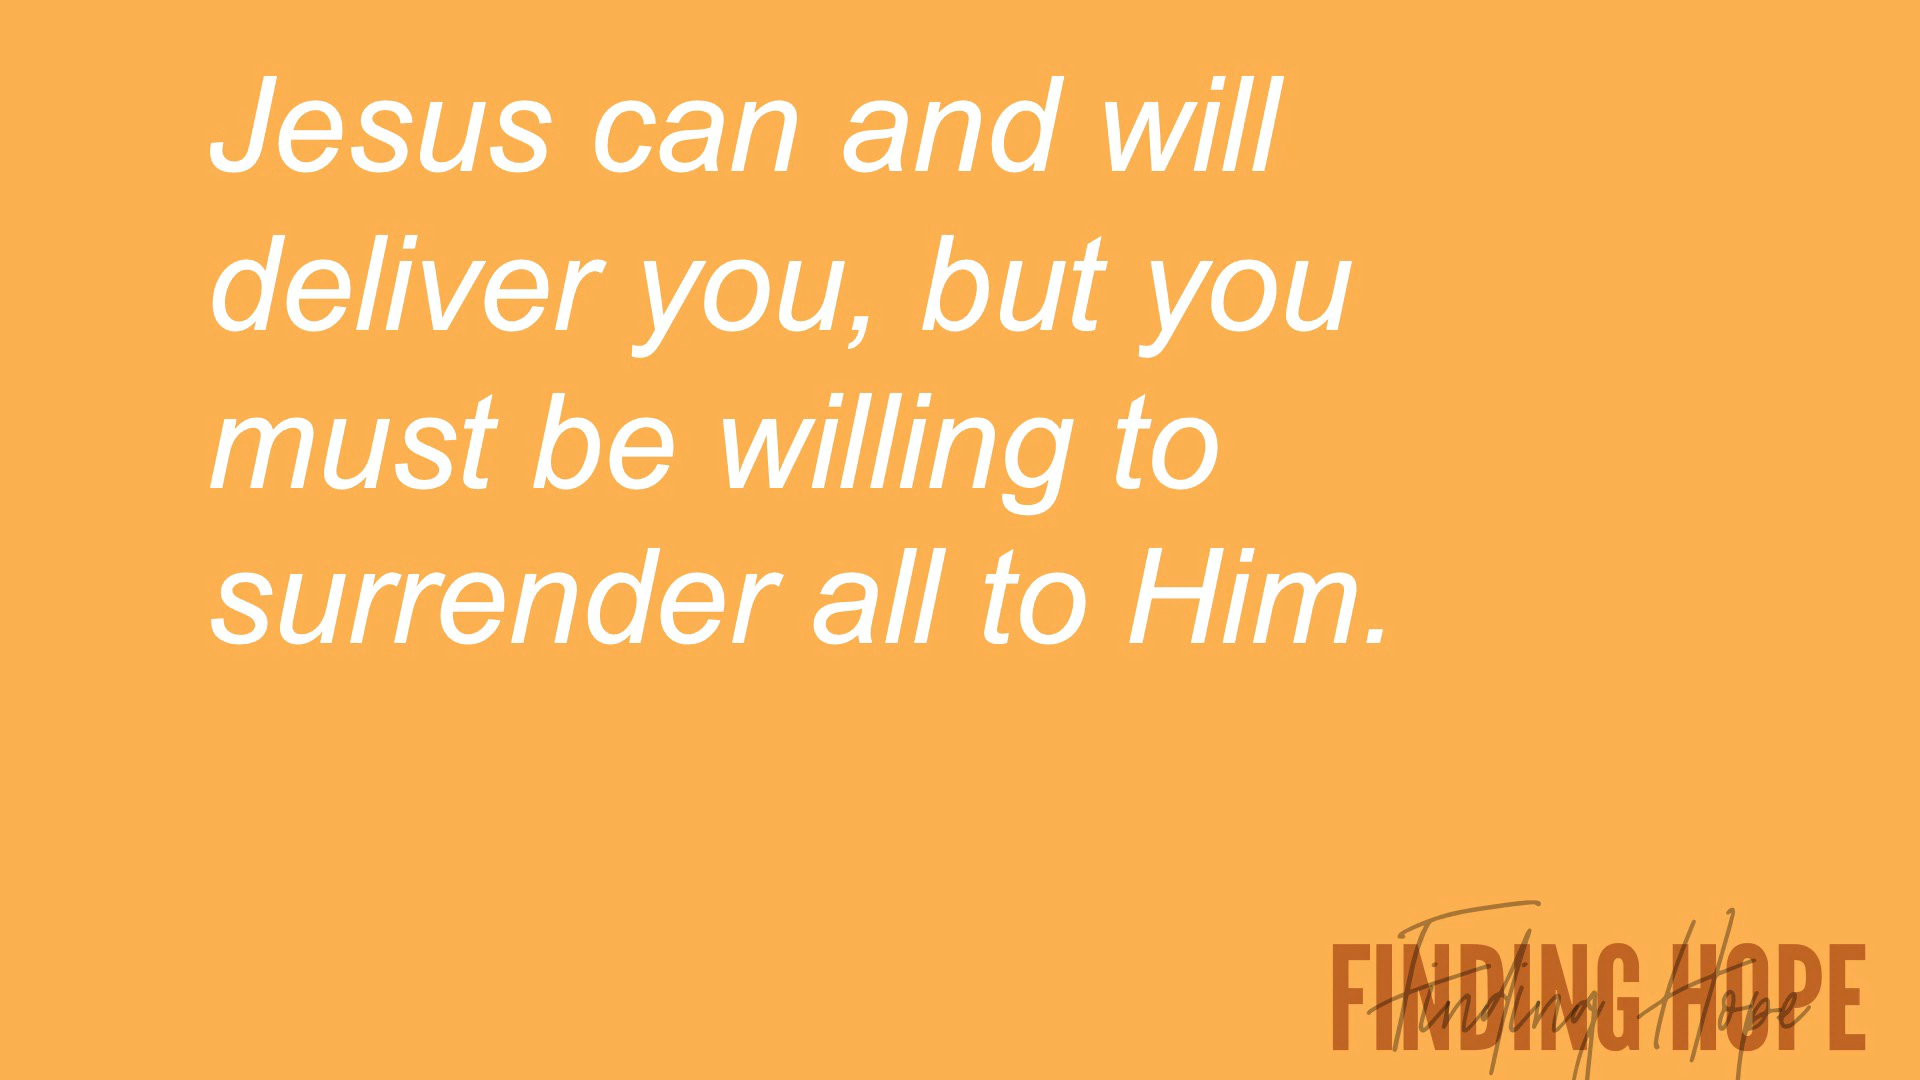 Jesus can and will
deliver you, but you
must be willing to
surrender all to Him.
FINDING HOPE
Finding Hope